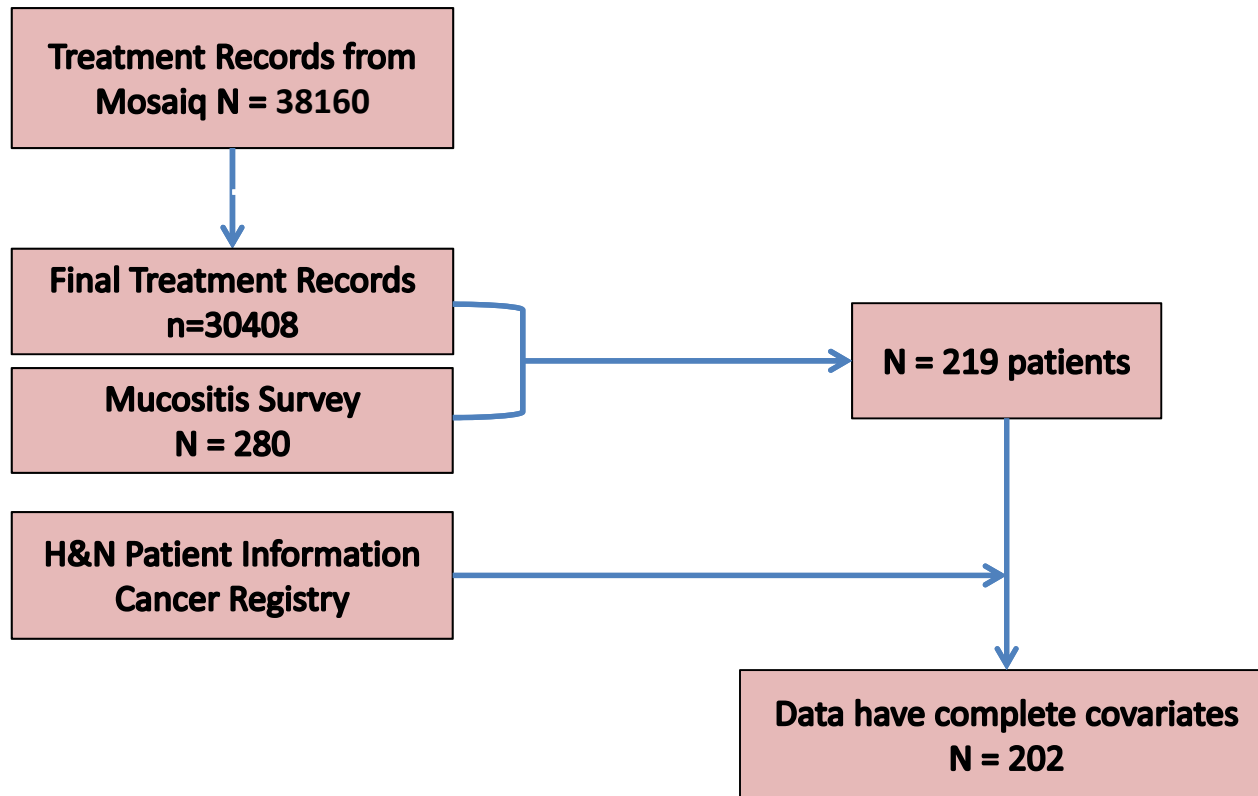 Treatment Records from
Mosaiq N = 38160
Final Treatment Records
n=30408
Mucositis Survey
N = 280
N = 219 patients
H&N Patient Information
Cancer Registry
Data have complete covariates
N = 202